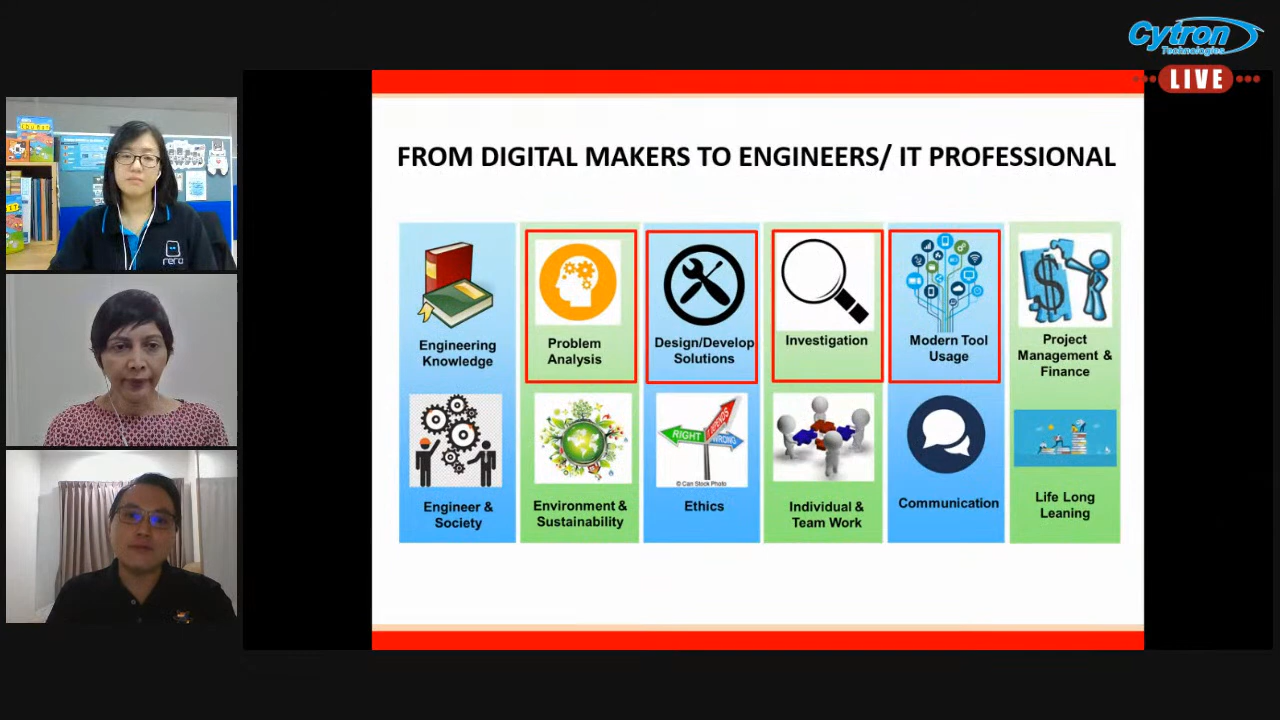 Cytron
Technologies
LIVE
FROM DIGITAL MAKERS TO ENGINEERS/ IT PROFESSIONAL
Engineering
Knowledge
Problem
Analysis
Design/Develop
Solutions
Investigation
Modern Tool
Usage
Project
Management &
Finance
Engineer &
Society
Environment &
Sustainability
RIGHT
DEPENDS
WRONG
© Can Stock Photo
Ethics
Individual &
Team Work
Communication
Life Long
Leaning
rero